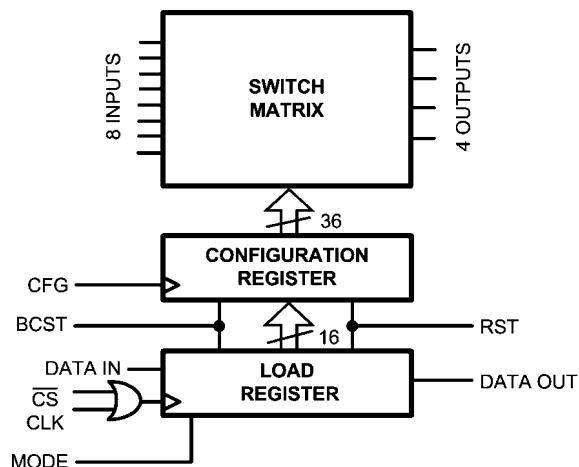 8 INPUTS
SWITCH
MATRIX
4 OUTPUTS
36
CONFIGURATION
REGISTER
CFG
BCST
16
RST
DATA IN
LOAD
REGISTER
DATA OUT
CS
CLK
MODE